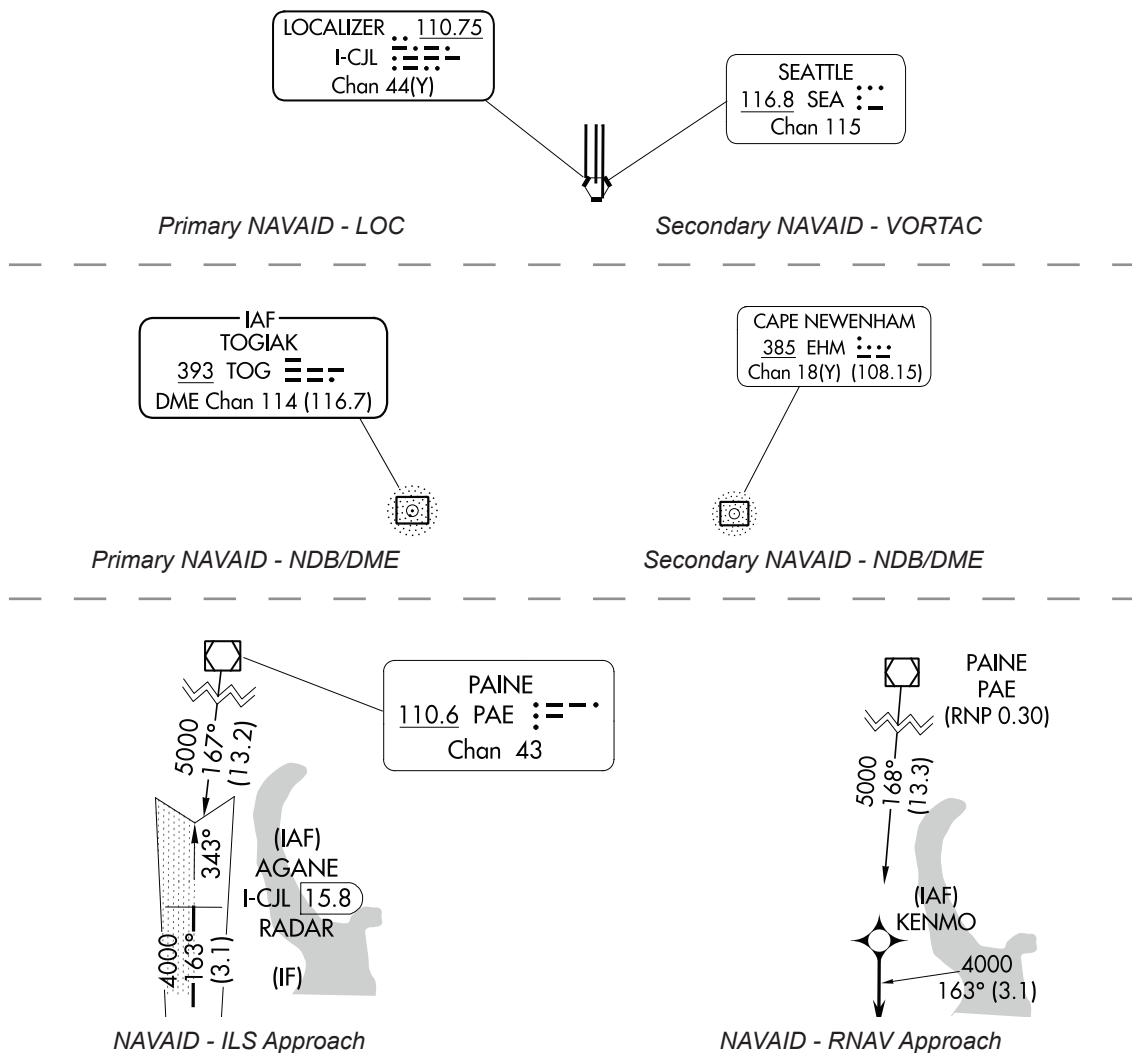 LOCALIZER 110.75
I-CJL
Chan 44(Y)
SEATTLE
116.8 SEA
Chan 115
Primary NAVAID - LOC
Secondary NAVAID - VORTAC
IAF
TOGIAK
393 TOG
DME Chan 114 (116.7)
CAPE NEWENHAM
385 EHM
Chan 18(Y) (108.15)
Primary NAVAID - NDB/DME
Secondary NAVAID - NDB/DME
PAINE
110.6 PAE
Chan 43
5000
167°
(13.2)
343°
(IAF)
AGANE
I-CJL 15.8
RADAR
(IF)
4000
163°
(3.1)
NAVAID - ILS Approach
PAINE
PAE
(RNP 0.30)
5000
168°
(13.3)
(IAF)
KENMO
4000
163° (3.1)
NAVAID - RNAV Approach